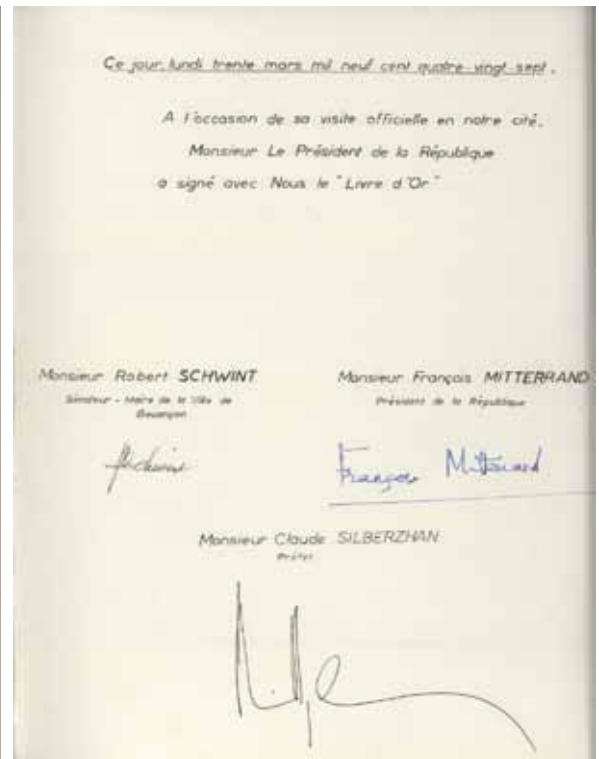 Ce jour, lundi trente mars mil neuf cent quatre vingt sept.
A l'occasion de sa visite officielle en notre cité.
Monsieur Le Président de la République
a signé avec Nous le "Livre d'Or"
Monsieur Robert SCHWINT
Monsieur François MITTERRAND
Sénateur - Maire de la Ville de
Besançon
Président de la République
François Mitterrand
Monsieur Claude SILBERZHAN
Préfet